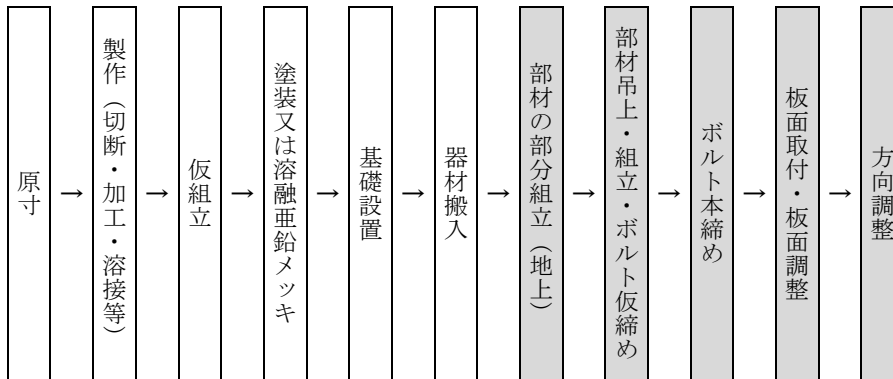 原寸
→
製作（切断・加工・溶接等）
→
仮組立
→
塗装又は溶融亜鉛メッキ
→
基礎設置
→
器材搬入
→
部材の部分組立（地上）
→
部材吊上・組立・ボルト仮締め
→
ボルト本締め
→
板面取付・板面調整
→
方向調整